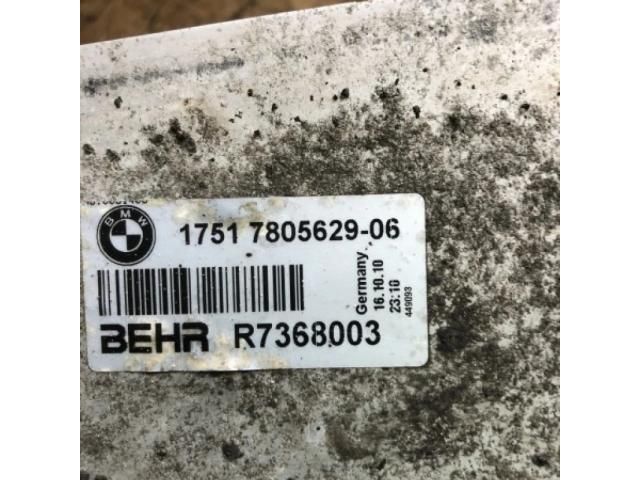 BMW
1751 7805629-06
Germany
16.10.10
23:10
449093
BEHR R7368003